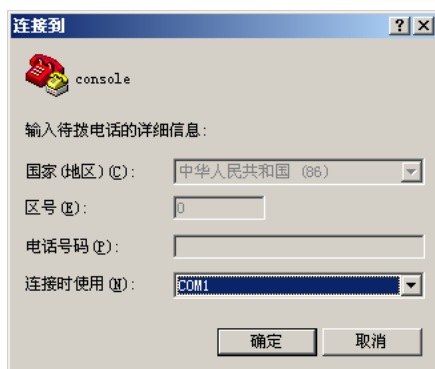 连接到
console
输入待拨电话的详细信息:
国家(地区)(C): 中华人民共和国 (86)
区号(E): 0
电话号码(P):
连接时使用(N): COM1
确定 取消